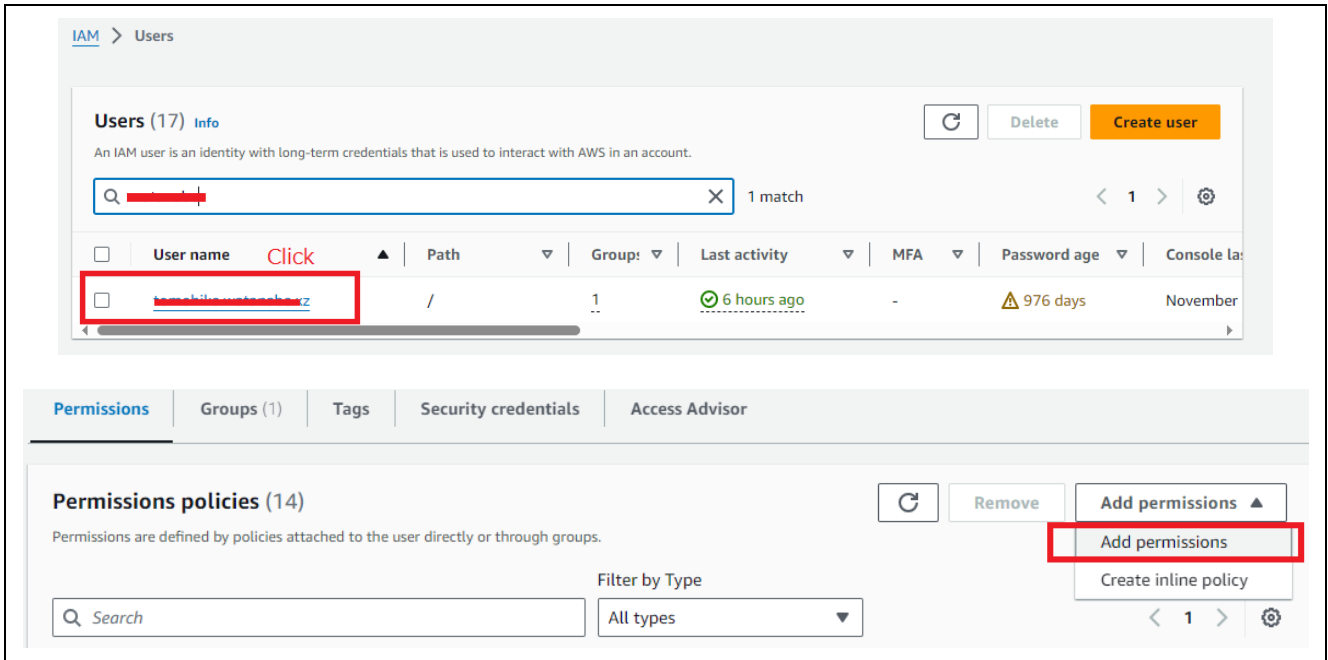 IAM > Users
Users (17) Info
Delete
Create user
An IAM user is an identity with long-term credentials that is used to interact with AWS in an account.
1 match
1
User name Click Path Group: Last activity MFA Password age Console la
/ 1 6 hours ago - 976 days November
Permissions Groups (1) Tags Security credentials Access Advisor
Permissions policies (14)
Remove
Add permissions
Permissions are defined by policies attached to the user directly or through groups.
Add permissions
Create inline policy
Filter by Type
Search
All types
1